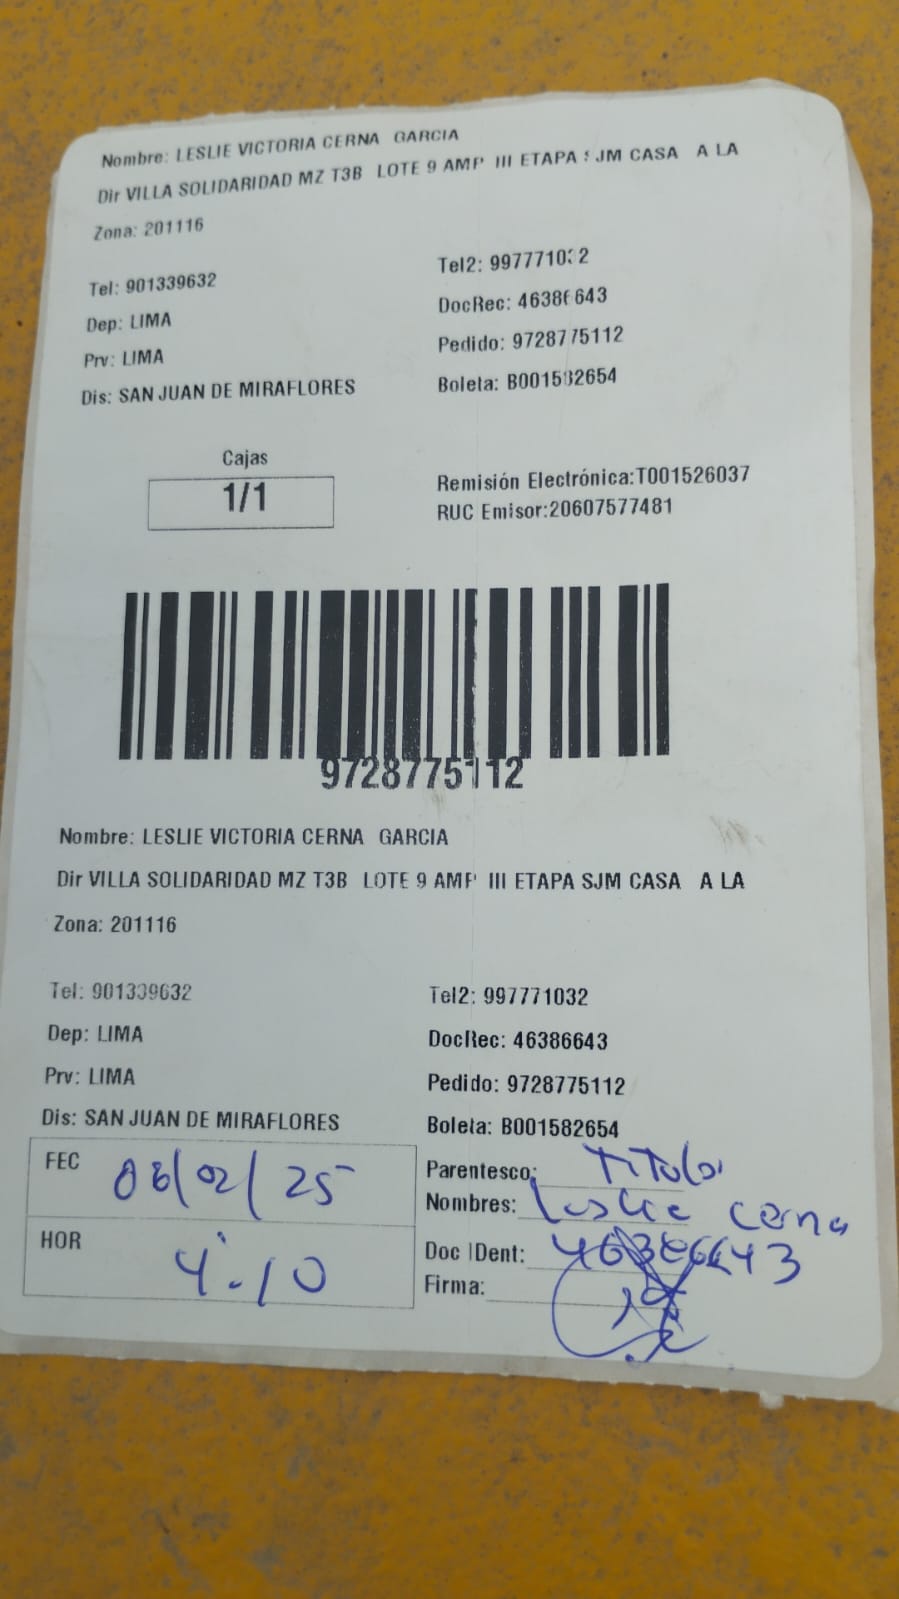 Nombre: LESLIE VICTORIA CERNA GARCIA
Dir VILLA SOLIDARIDAD MZ T3B LOTE 9 AMP III ETAPA SJM CASA A LA
Zona: 201116
Tel: 901339632
Tel2: 997771032
Dep: LIMA
DocRec: 46386643
Prv: LIMA
Pedido: 9728775112
Dis: SAN JUAN DE MIRAFLORES
Boleta: B001582654
Cajas
1/1
Remisión Electrónica:T001526037
RUC Emisor:20607577481
9728775112
Nombre: LESLIE VICTORIA CERNA GARCIA
Dir VILLA SOLIDARIDAD MZ T3B LOTE 9 AMP III ETAPA SJM CASA A LA
Zona: 201116
Tel: 901339632
Tel2: 997771032
Dep: LIMA
DocRec: 46386643
Prv: LIMA
Pedido: 9728775112
Dis: SAN JUAN DE MIRAFLORES
Boleta: B001582654
FEC 08/02/25
Parentesco: Titular
Nombres: Leslie Cerna
HOR 4:10
Doc IDent: 46386643
Firma: